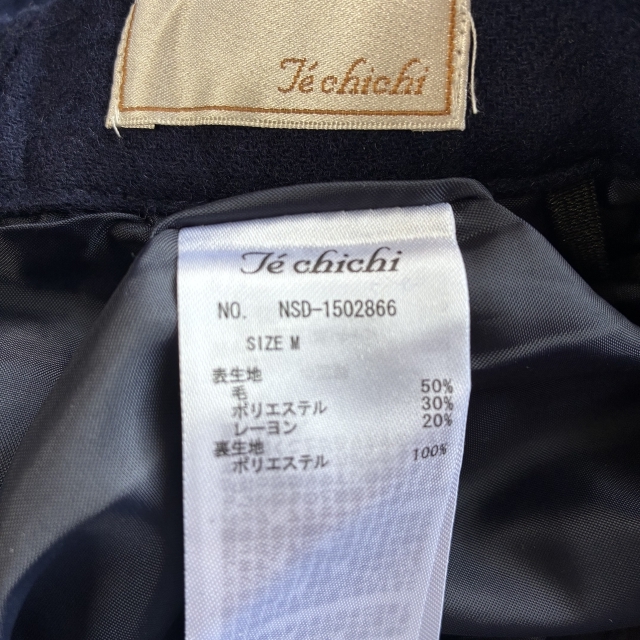 Té chichi
Té chichi
NO. NSD-1502866
SIZE M
表生地
毛 50%
ポリエステル 30%
レーヨン 20%
裏生地
ポリエステル 100%